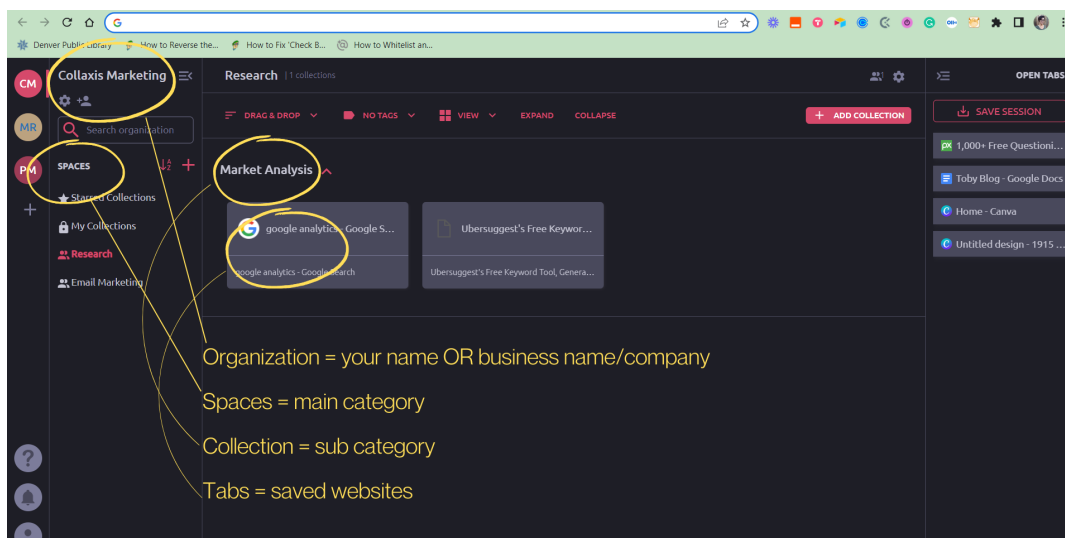 G
Denver Public Library
How to Reverse the...
How to Fix 'Check B...
How to Whitelist an...
CM
Collaxis Marketing
Research | 1 collections
OPEN TABS
MR
Search organization
DRAG & DROP
NO TAGS
VIEW
EXPAND
COLLAPSE
+ ADD COLLECTION
SAVE SESSION
PM
SPACES
Market Analysis
1,000+ Free Questioni...
Toby Blog - Google Docs
Home - Canva
Untitled design - 1915 ...
Starred Collections
My Collections
Research
Email Marketing
google analytics - Google S...
google analytics - Google Search
Ubersuggest's Free Keywor...
Ubersuggest's Free Keyword Tool, Genera...
Organization = your name OR business name/company
Spaces = main category
Collection = sub category
Tabs = saved websites